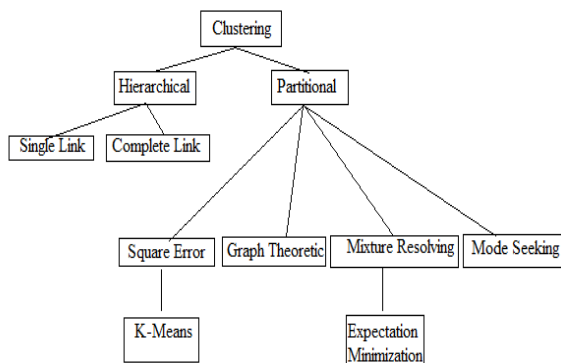 Clustering
Hierarchical
Partitional
Single Link
Complete Link
Square Error
Graph Theoretic
Mixture Resolving
Mode Seeking
K-Means
Expectation
Minimization